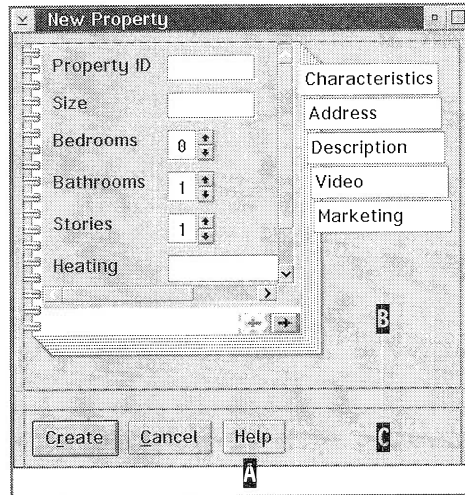 New Property
Property ID
Size
Bedrooms 0
Bathrooms 1
Stories 1
Heating
Characteristics
Address
Description
Video
Marketing
B
Create Cancel Help C
A